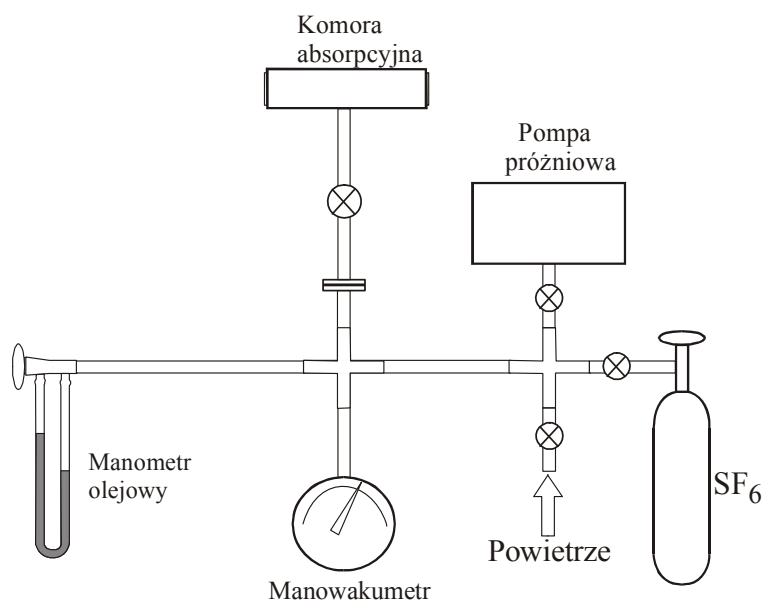 Komora
absorpcyjna
Pompa
próżniowa
Manometr
olejowy
SF6
Powietrze
Manowakumetr